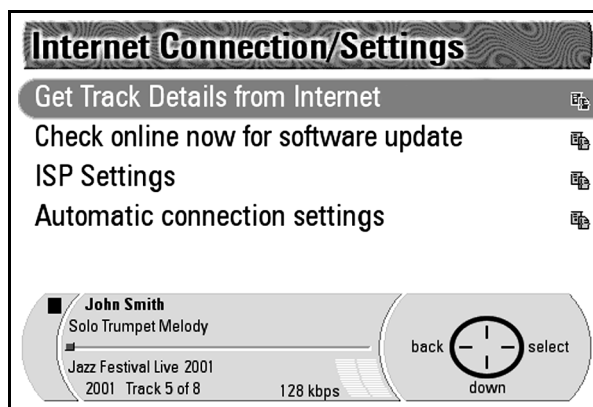 Internet Connection/Settings
Get Track Details from Internet
Check online now for software update
ISP Settings
Automatic connection settings
John Smith
Solo Trumpet Melody
Jazz Festival Live 2001
2001 Track 5 of 8
128 kbps
back
select
down